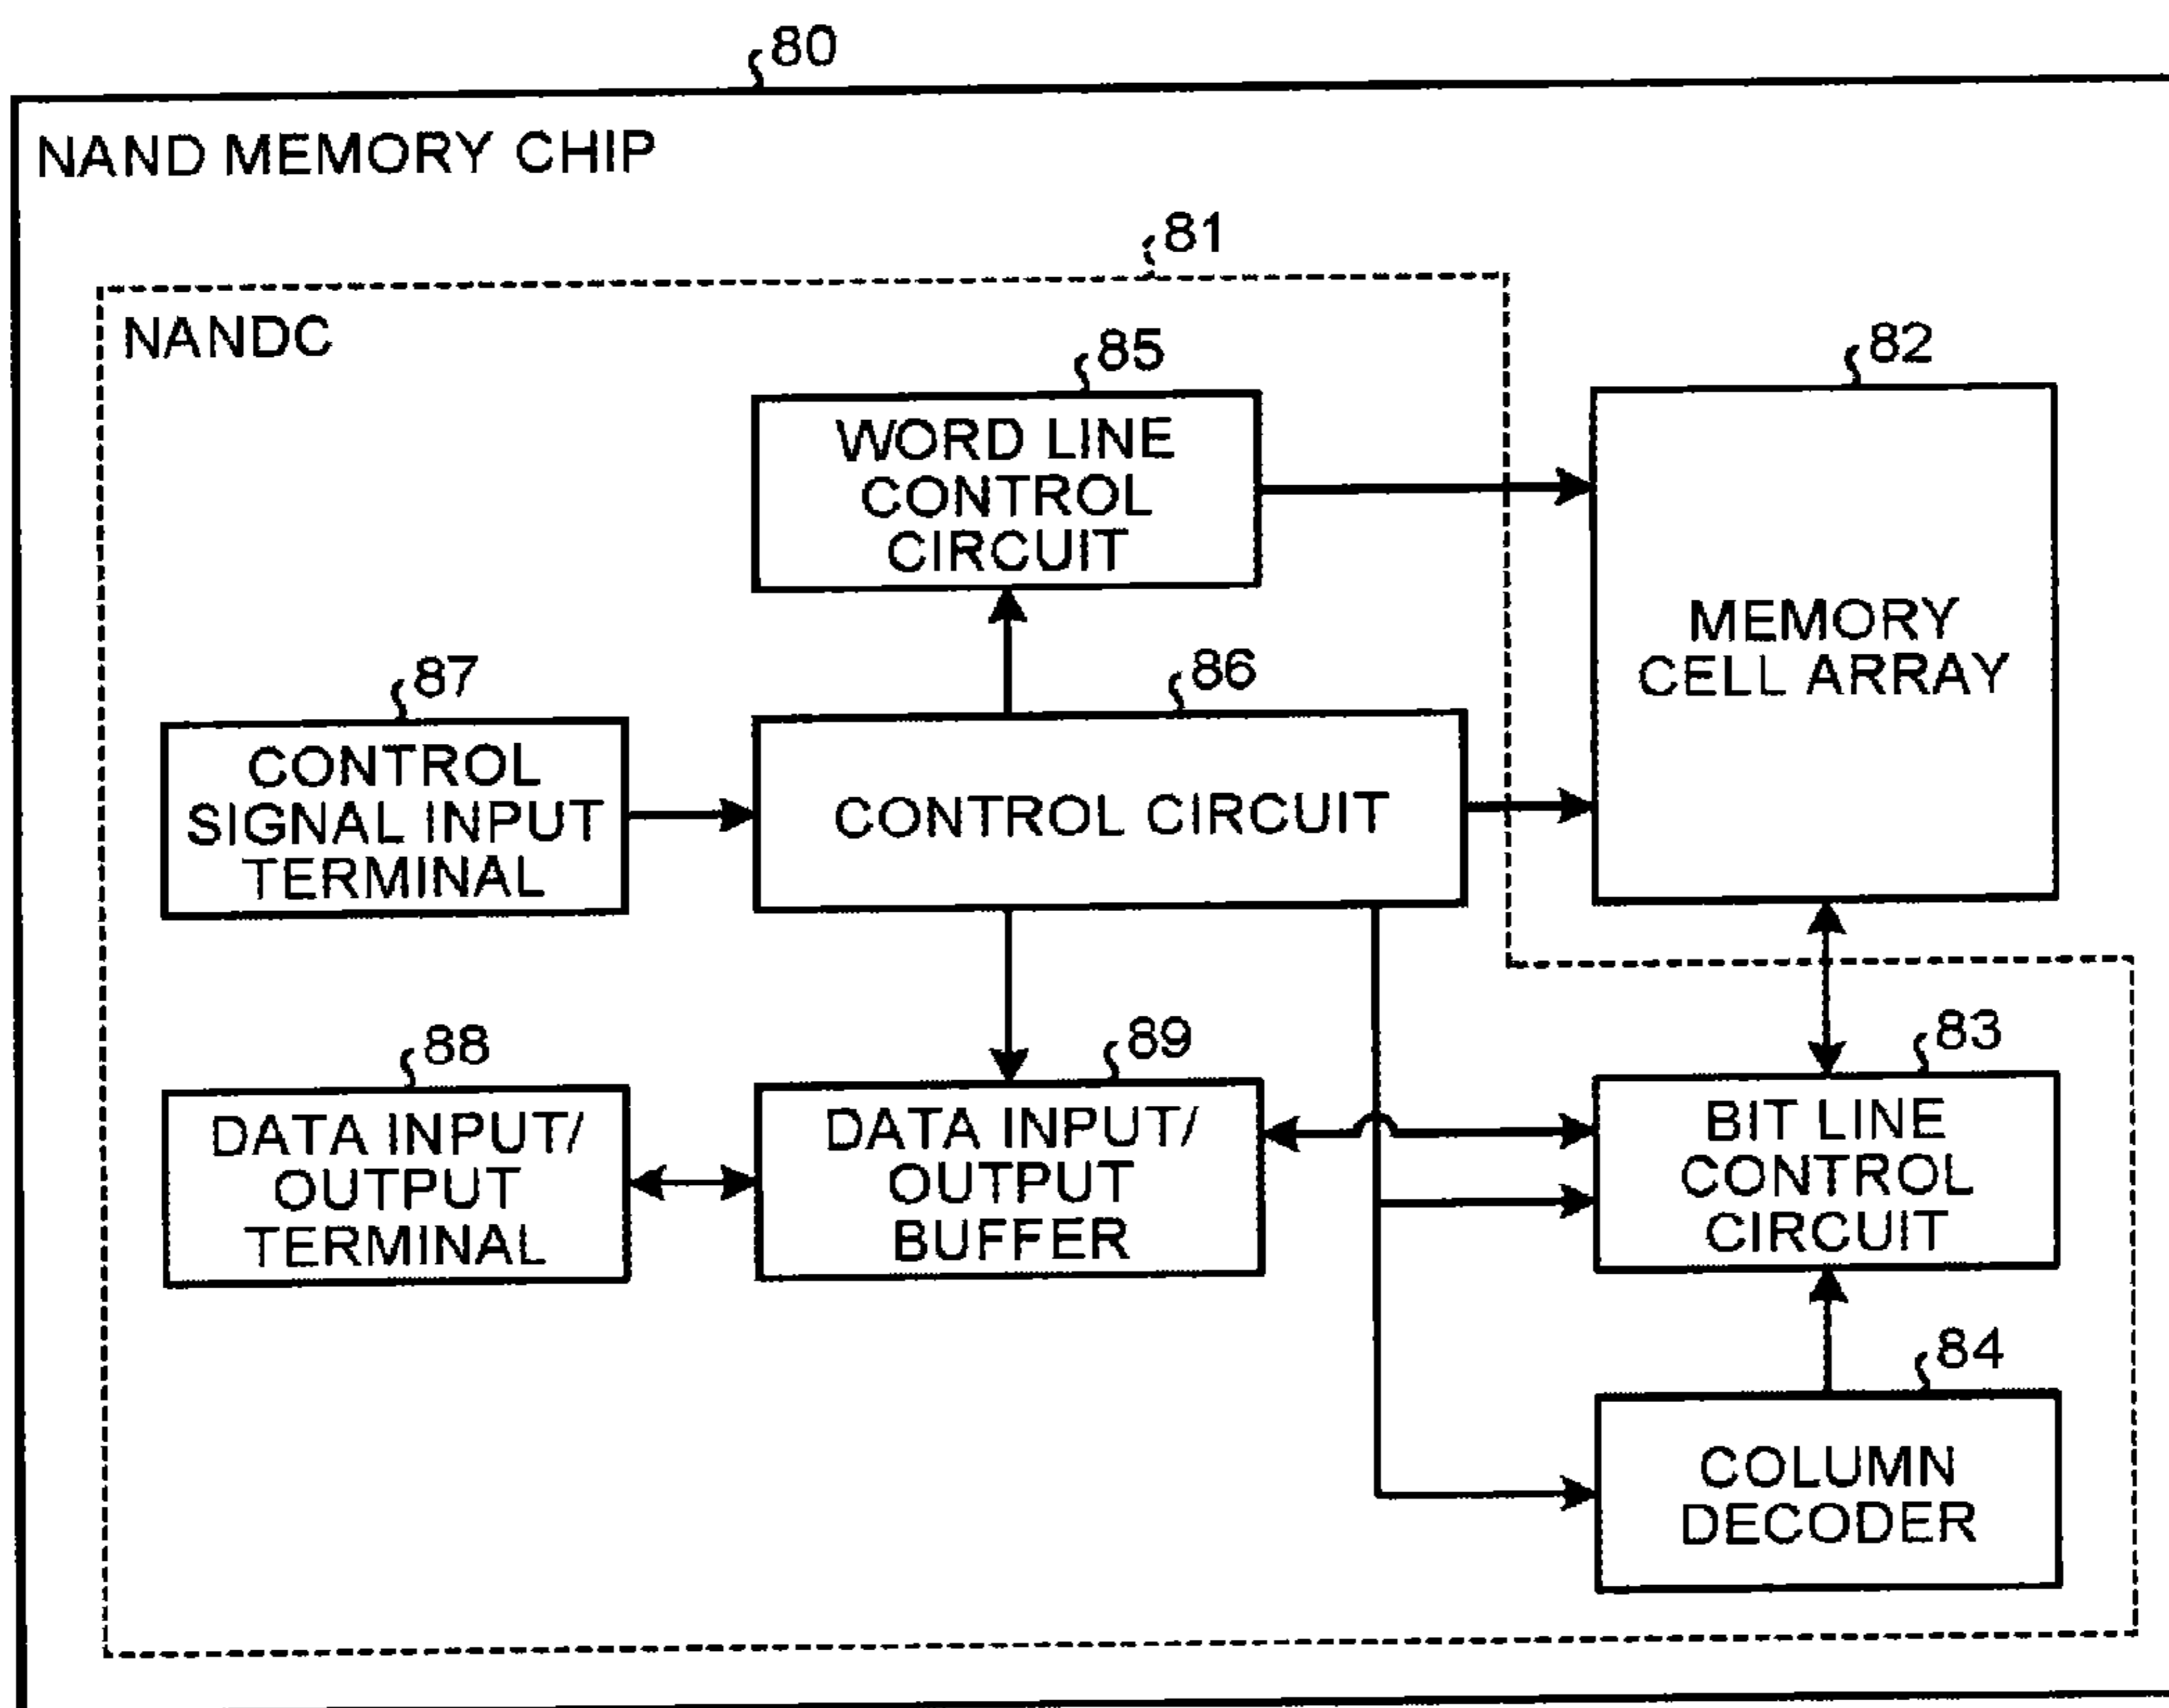 80
NAND MEMORY CHIP
81
NANDC
85
WORD LINE
CONTROL
CIRCUIT
82
MEMORY
CELL ARRAY
87
CONTROL
SIGNAL INPUT
TERMINAL
86
CONTROL CIRCUIT
88
DATA INPUT/
OUTPUT
TERMINAL
89
DATA INPUT/
OUTPUT
BUFFER
83
BIT LINE
CONTROL
CIRCUIT
84
COLUMN
DECODER